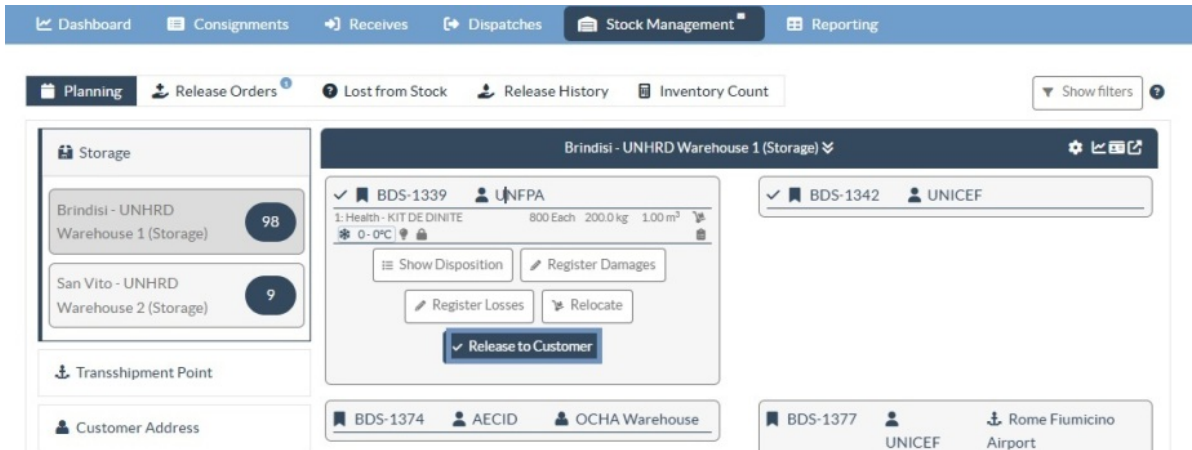 Dashboard Consignments Receives Dispatches Stock Management Reporting
Planning Release Orders 1 Lost from Stock Release History Inventory Count Show filters
Storage
Brindisi - UNHRD
Warehouse 1 (Storage)
98
San Vito - UNHRD
Warehouse 2 (Storage)
9
Transshipment Point
Customer Address
Brindisi - UNHRD Warehouse 1 (Storage)
BDS-1339 UNFPA
1: Health - KIT DE DINITE 800 Each 200.0 kg 1.00 m³
0 - 0°C
Show Disposition Register Damages
Register Losses Relocate
Release to Customer
BDS-1342 UNICEF
BDS-1374 AECID OCHA Warehouse
BDS-1377 UNICEF Rome Fiumicino
Airport